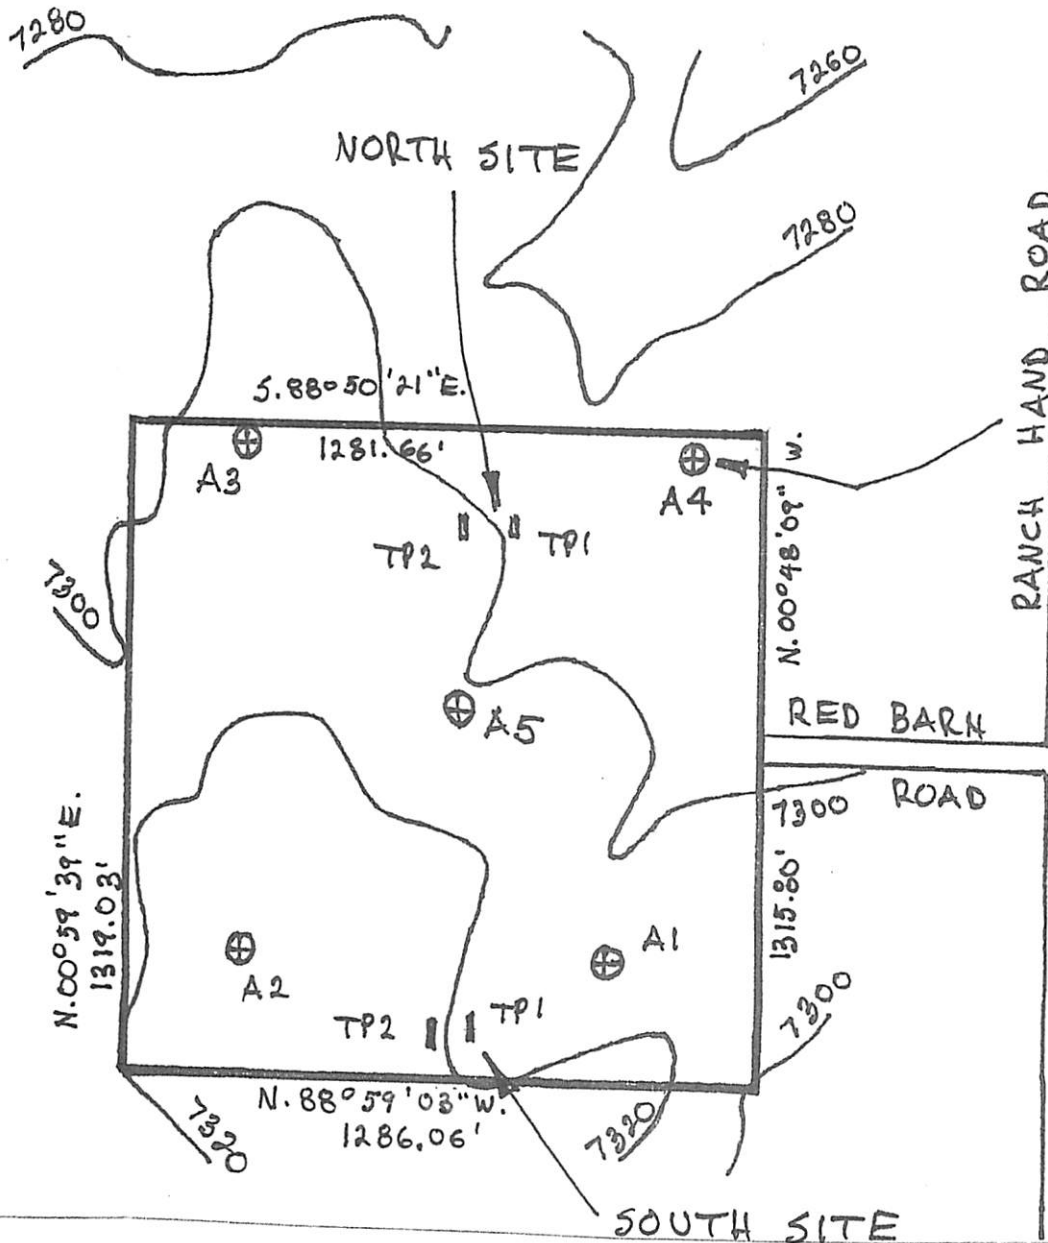 7280
7260
NORTH SITE
7280
RANCH HAND ROAD
S.88°50'21"E.
1281.66'
A3
A4
N.00°48'09"W.
1315.80'
TP2
TP1
7300
A5
RED BARN
ROAD
7300
N.00°59'39"E.
1319.03'
A1
A2
TP2
TP1
7300
N.88°59'03"W.
1286.06'
7320
7320
SOUTH SITE